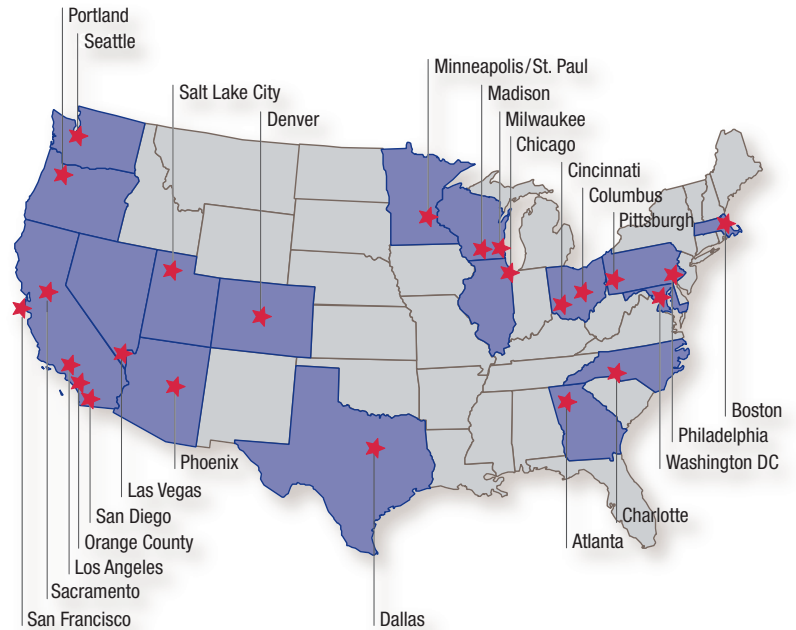 Portland
Seattle
Salt Lake City
Denver
Minneapolis/St. Paul
Madison
Milwaukee
Chicago
Cincinnati
Columbus
Pittsburgh
Boston
Philadelphia
Washington DC
Charlotte
Atlanta
Phoenix
Las Vegas
San Diego
Orange County
Los Angeles
Sacramento
San Francisco
Dallas